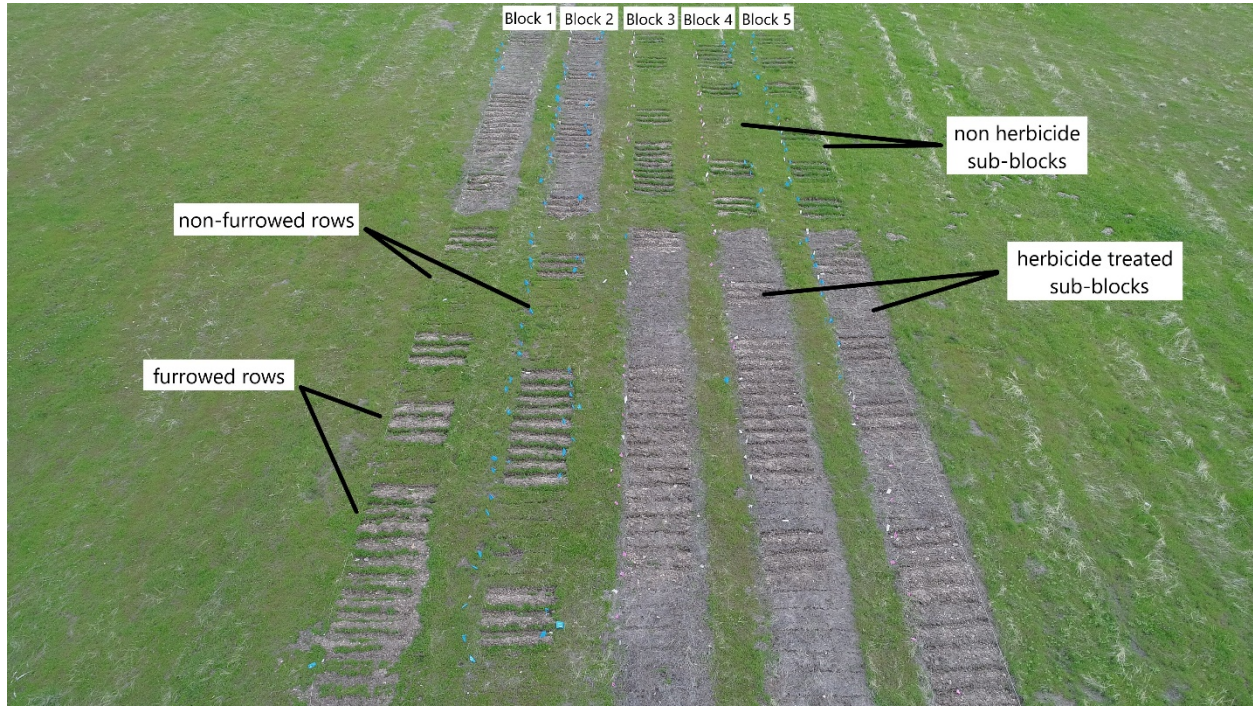 Block 1
Block 2
Block 3
Block 4
Block 5
non herbicide
sub-blocks
non-furrowed rows
herbicide treated
sub-blocks
furrowed rows